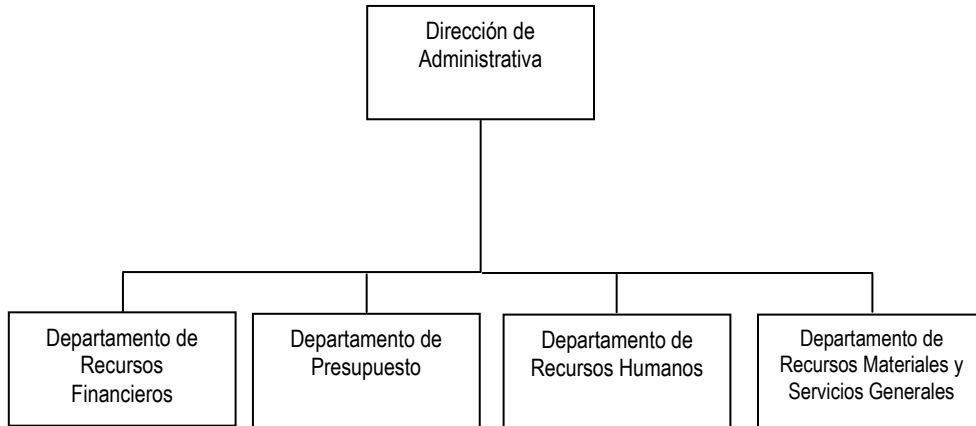 Dirección de
Administrativa
Departamento de
Recursos
Financieros
Departamento de
Presupuesto
Departamento de
Recursos Humanos
Departamento de
Recursos Materiales y
Servicios Generales